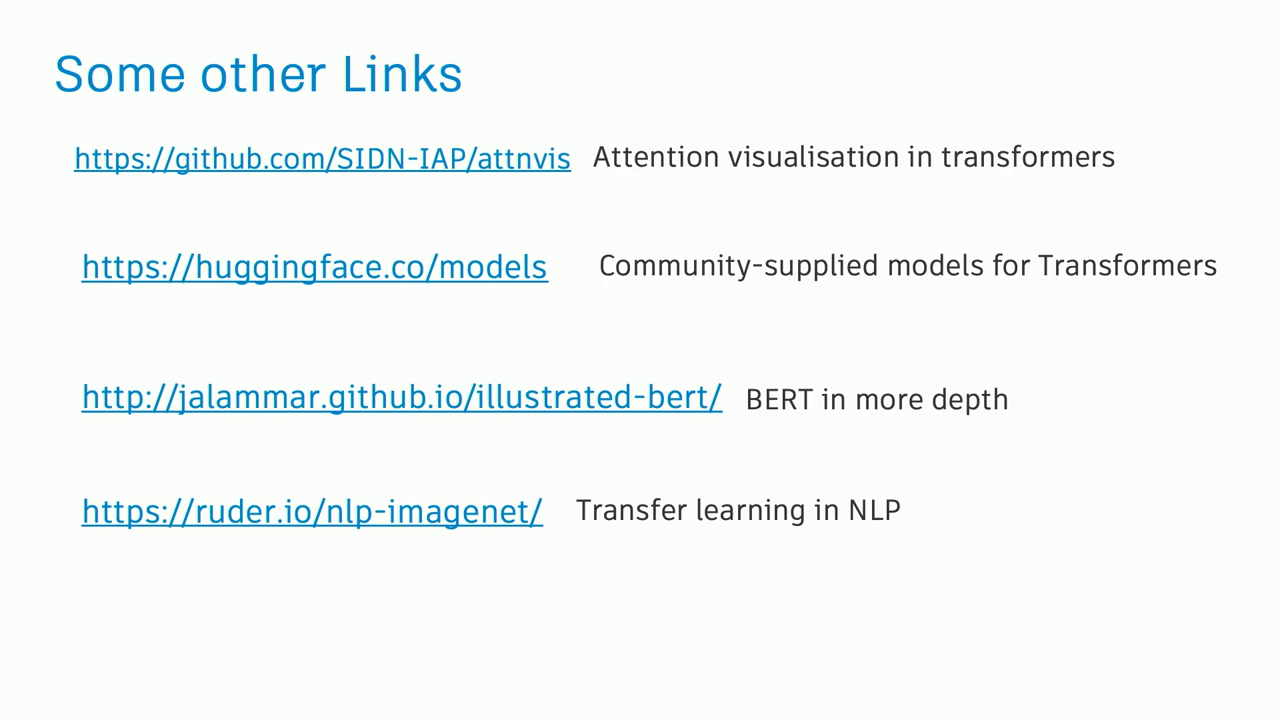 Some other Links
https://github.com/SIDN-IAP/attnvis Attention visualisation in transformers
https://huggingface.co/models Community-supplied models for Transformers
http://jalammar.github.io/illustrated-bert/ BERT in more depth
https://ruder.io/nlp-imagenet/ Transfer learning in NLP